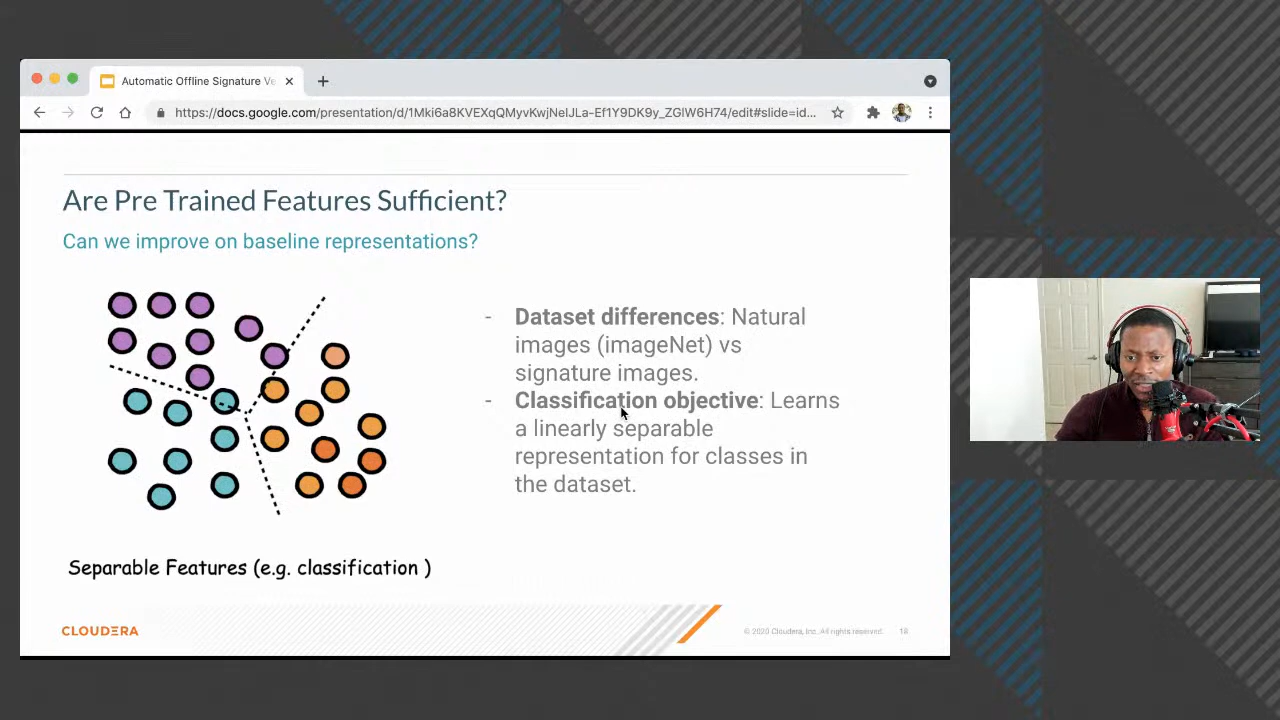 Automatic Offline Signature Ve
https://docs.google.com/presentation/d/1Mki6a8KVEXqQMyvKwjNelJLa-Ef1Y9DK9y_ZGlW6H74/edit#slide=id...
Are Pre Trained Features Sufficient?
Can we improve on baseline representations?
- Dataset differences: Natural
images (imageNet) vs
signature images.
- Classification objective: Learns
a linearly separable
representation for classes in
the dataset.
Separable Features (e.g. classification )
CLOUDERA
© 2020 Cloudera, Inc. All rights reserved.
18